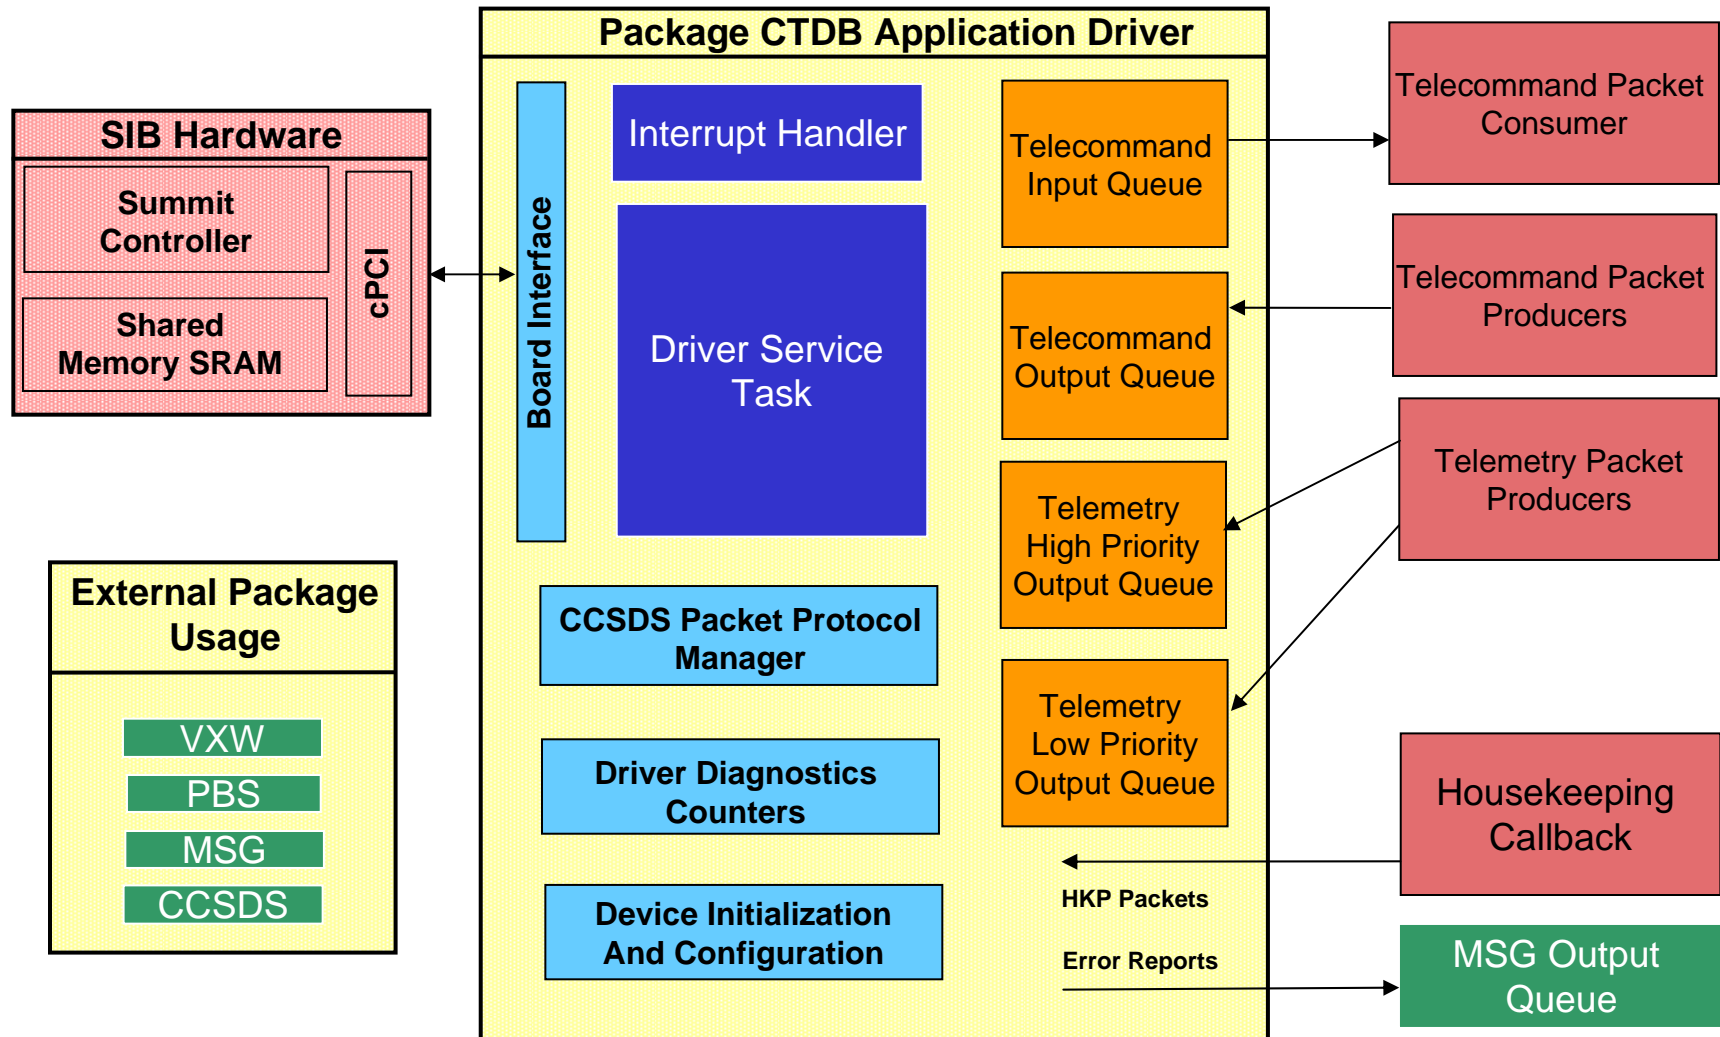 Package CTDB Application Driver
SIB Hardware
Summit
Controller
Shared
Memory SRAM
cPCI
Board Interface
Interrupt Handler
Driver Service
Task
CCSDS Packet Protocol
Manager
Driver Diagnostics
Counters
Device Initialization
And Configuration
Telecommand
Input Queue
Telecommand
Output Queue
Telemetry
High Priority
Output Queue
Telemetry
Low Priority
Output Queue
HKP Packets
Error Reports
Telecommand Packet
Consumer
Telecommand Packet
Producers
Telemetry Packet
Producers
Housekeeping
Callback
MSG Output
Queue
External Package
Usage
VXW
PBS
MSG
CCSDS